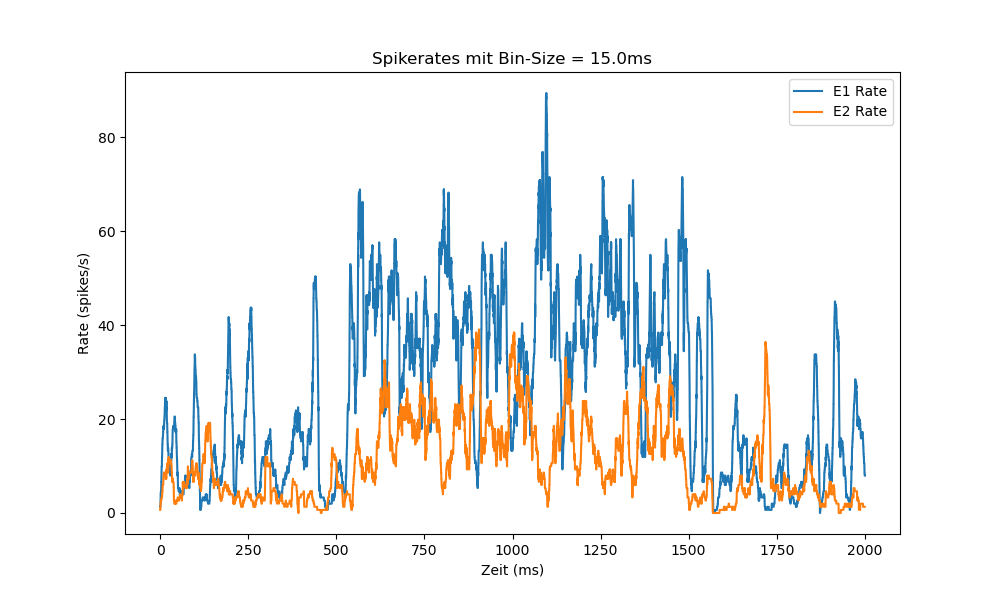 Spikerates mit Bin-Size = 15.0ms
E1 Rate
E2 Rate
80
60
40
20
0
Rate (spikes/s)
0 250 500 750 1000 1250 1500 1750 2000
Zeit (ms)